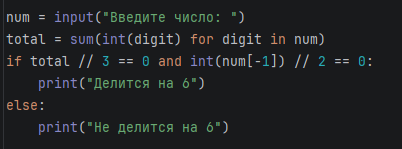 num = input("Введите число: ")
total = sum(int(digit) for digit in num)
if total // 3 == 0 and int(num[-1]) // 2 == 0:
    print("Делится на 6")
else:
    print("Не делится на 6")